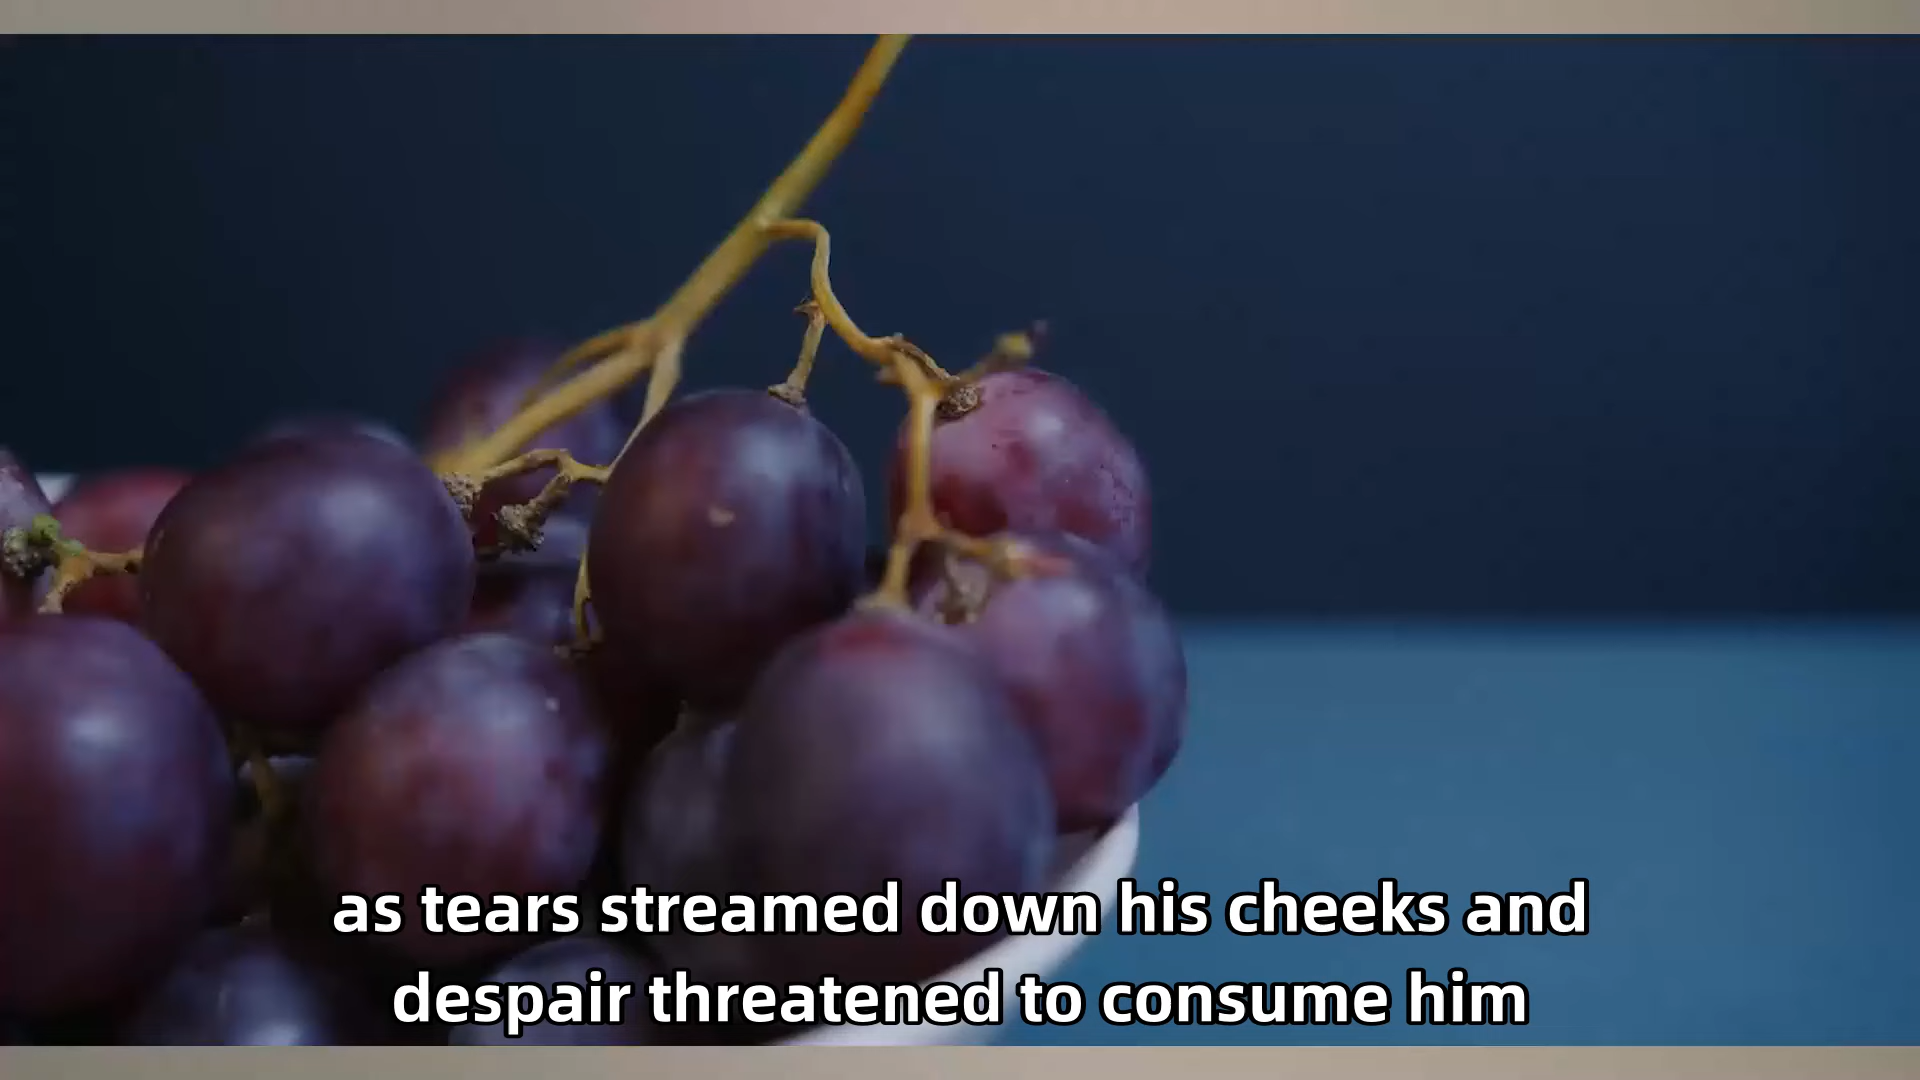 as tears streamed down his cheeks and
despair threatened to consume him